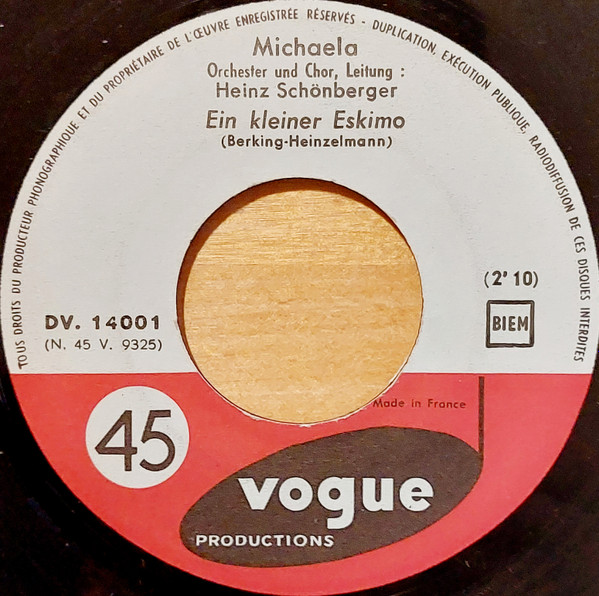 TOUS DROITS DU PRODUCTEUR PHONOGRAPHIQUE ET DU PROPRIÉTAIRE DE L'ŒUVRE ENREGISTRÉE RÉSERVÉS - DUPLICATION, EXÉCUTION PUBLIQUE, RADIODIFFUSION DE CES DISQUES INTERDITES
Michaela
Orchester und Chor, Leitung :
Heinz Schönberger
Ein kleiner Eskimo
(Berking-Heinzelmann)
(2' 10)
DV. 14001
BIEM
(N. 45 V. 9325)
Made in France
45
vogue
PRODUCTIONS